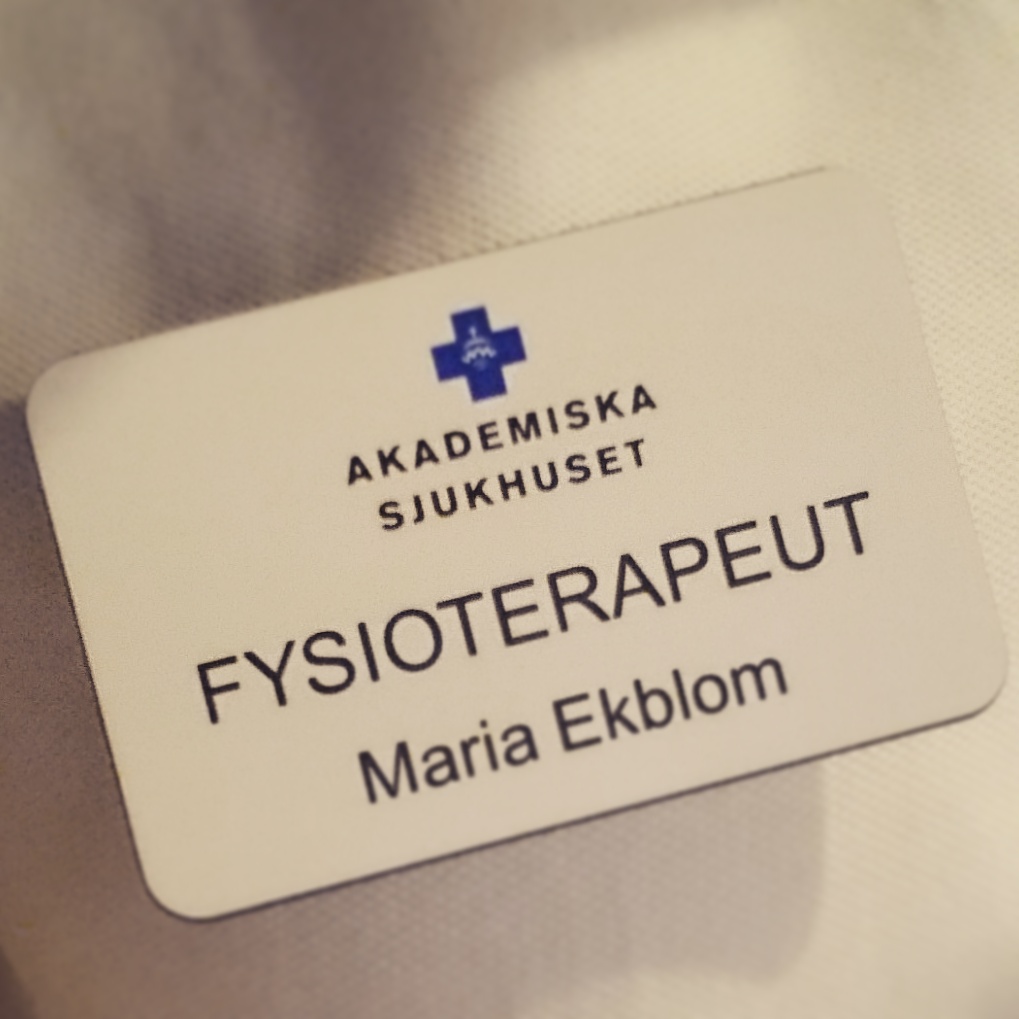 AKADEMISKA
SJUKHUSET
FYSIOTERAPEUT
Maria Ekblom